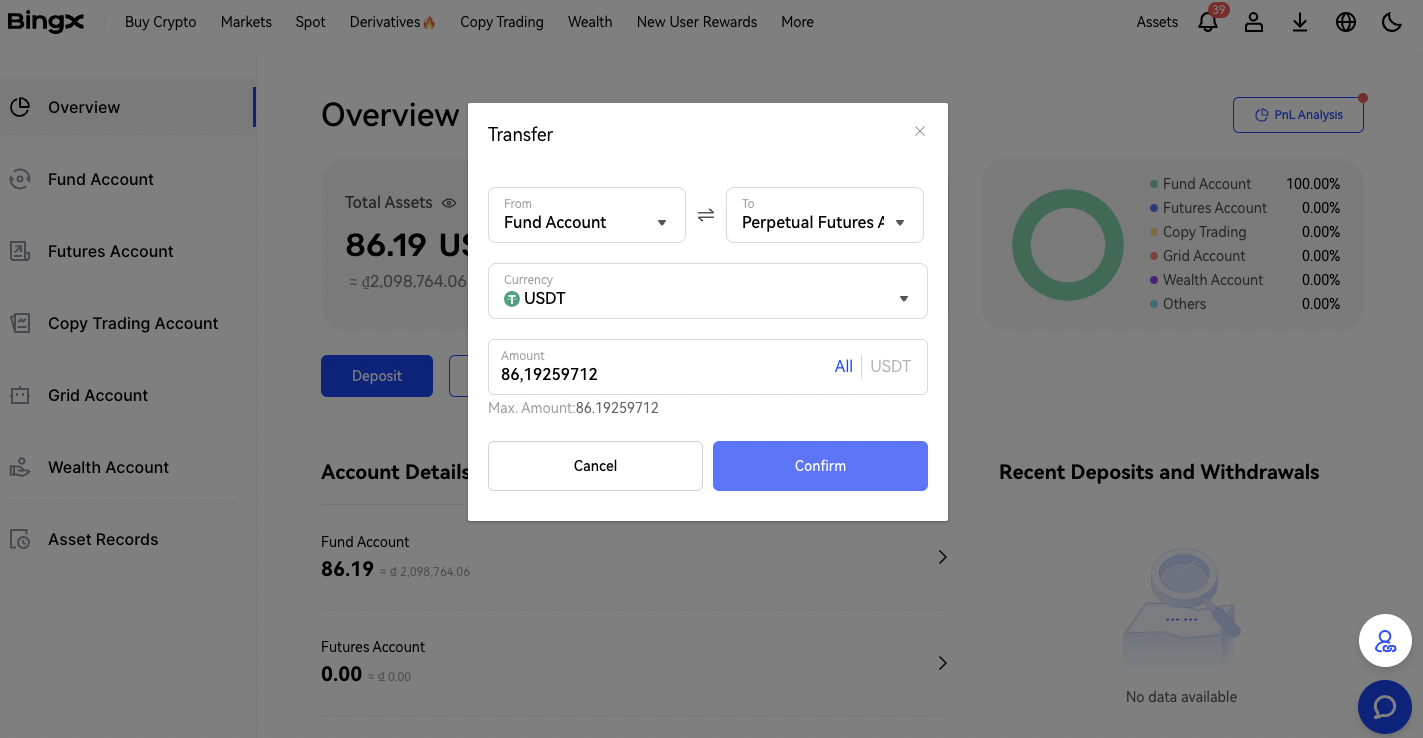 BingX Buy Crypto Markets Spot Derivatives Copy Trading Wealth New User Rewards More Assets 39
Overview
Fund Account
Futures Account
Copy Trading Account
Grid Account
Wealth Account
Asset Records
Overview
PnL Analysis
Total Assets
86.19 US
≈ ₫2,098,764.06
Deposit
Fund Account 100.00%
Futures Account 0.00%
Copy Trading 0.00%
Grid Account 0.00%
Wealth Account 0.00%
Others 0.00%
Transfer
From
Fund Account
To
Perpetual Futures A
Currency
T USDT
Amount
86,19259712
All USDT
Max. Amount:86.19259712
Cancel Confirm
Account Details
Fund Account
86.19 ≈ ₫ 2,098,764.06
Futures Account
0.00 ≈ ₫ 0.00
Recent Deposits and Withdrawals
No data available